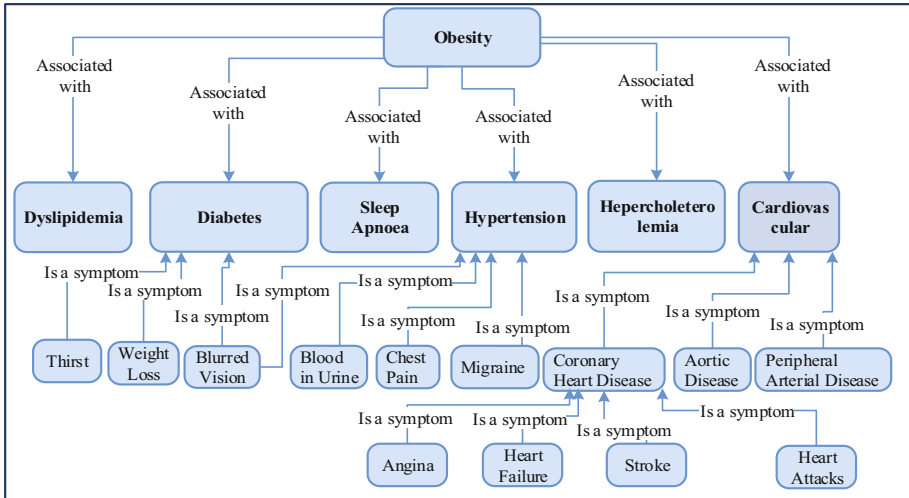 Obesity
Associated
with
Associated
with
Associated
with
Associated
with
Associated
with
Associated
with
Dyslipidemia
Diabetes
Sleep
Apnoea
Hypertension
Hepercholetero
lemia
Cardiovas
cular
Is a symptom
Is a symptom
Is a symptom
Is a symptom
Is a symptom
Is a symptom
Is a symptom
Is a symptom
Is a symptom
Is a symptom
Thirst
Weight
Loss
Blurred
Vision
Blood
in Urine
Chest
Pain
Migraine
Coronary
Heart Disease
Aortic
Disease
Peripheral
Arterial Disease
Is a symptom
Is a symptom
Is a symptom
Is a symptom
Angina
Heart
Failure
Stroke
Heart
Attacks